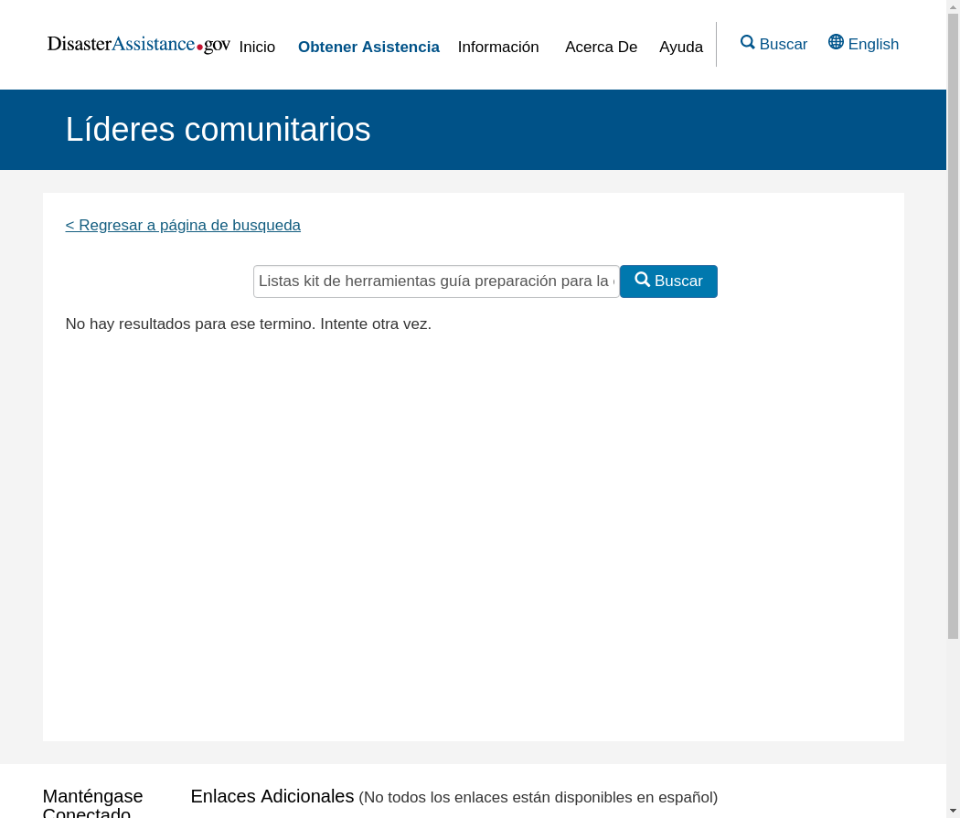 DisasterAssistance.gov Inicio Obtener Asistencia Información Acerca De Ayuda Buscar English
Líderes comunitarios
< Regresar a página de busqueda
Listas kit de herramientas guía preparación para la Buscar
No hay resultados para ese termino. Intente otra vez.
Manténgase
Conectado
Enlaces Adicionales (No todos los enlaces están disponibles en español)